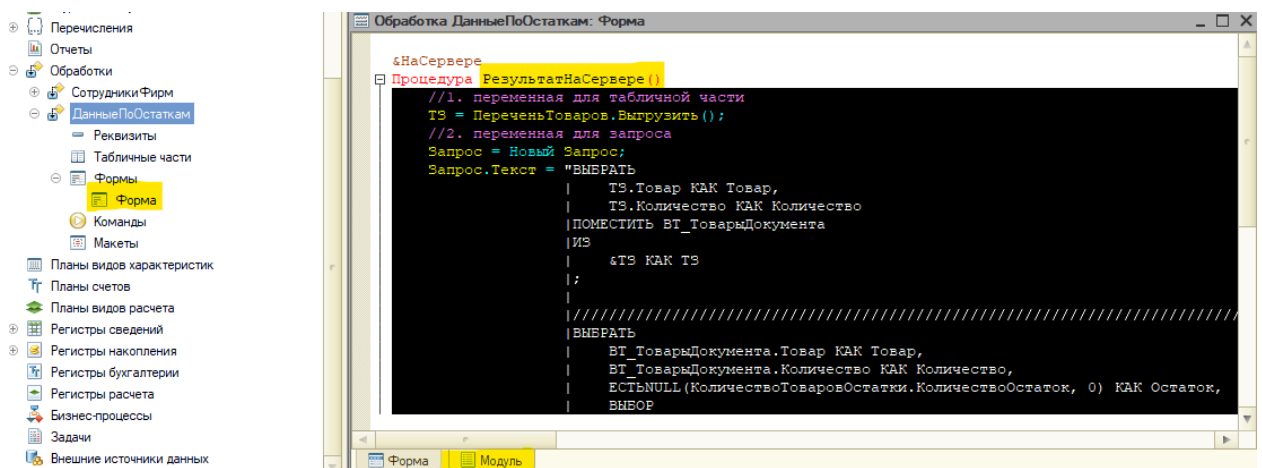 Перечисления
Отчеты
Обработки
СотрудникиФирм
ДанныеПоОстаткам
Реквизиты
Табличные части
Формы
Форма
Команды
Макеты
Планы видов характеристик
Планы счетов
Планы видов расчета
Регистры сведений
Регистры накопления
Регистры бухгалтерии
Регистры расчета
Бизнес-процессы
Задачи
Внешние источники данных
Обработка ДанныеПоОстаткам: Форма
&НаСервере
Процедура РезультатНаСервере()
//1. переменная для табличной части
ТЗ = ПереченьТоваров.Выгрузить();
//2. переменная для запроса
Запрос = Новый Запрос;
Запрос.Текст = "ВЫБРАТЬ
| ТЗ.Товар КАК Товар,
| ТЗ.Количество КАК Количество
|ПОМЕСТИТЬ ВТ_ТоварыДокумента
|ИЗ
| &ТЗ КАК ТЗ
|;
|
|////////////////////////////////////////////////////////////////////////
|ВЫБРАТЬ
| ВТ_ТоварыДокумента.Товар КАК Товар,
| ВТ_ТоварыДокумента.Количество КАК Количество,
| ЕСТЬNULL(КоличествоТоваровОстатки.КоличествоОстаток, 0) КАК Остаток,
| ВЫБОР
Форма
Модуль